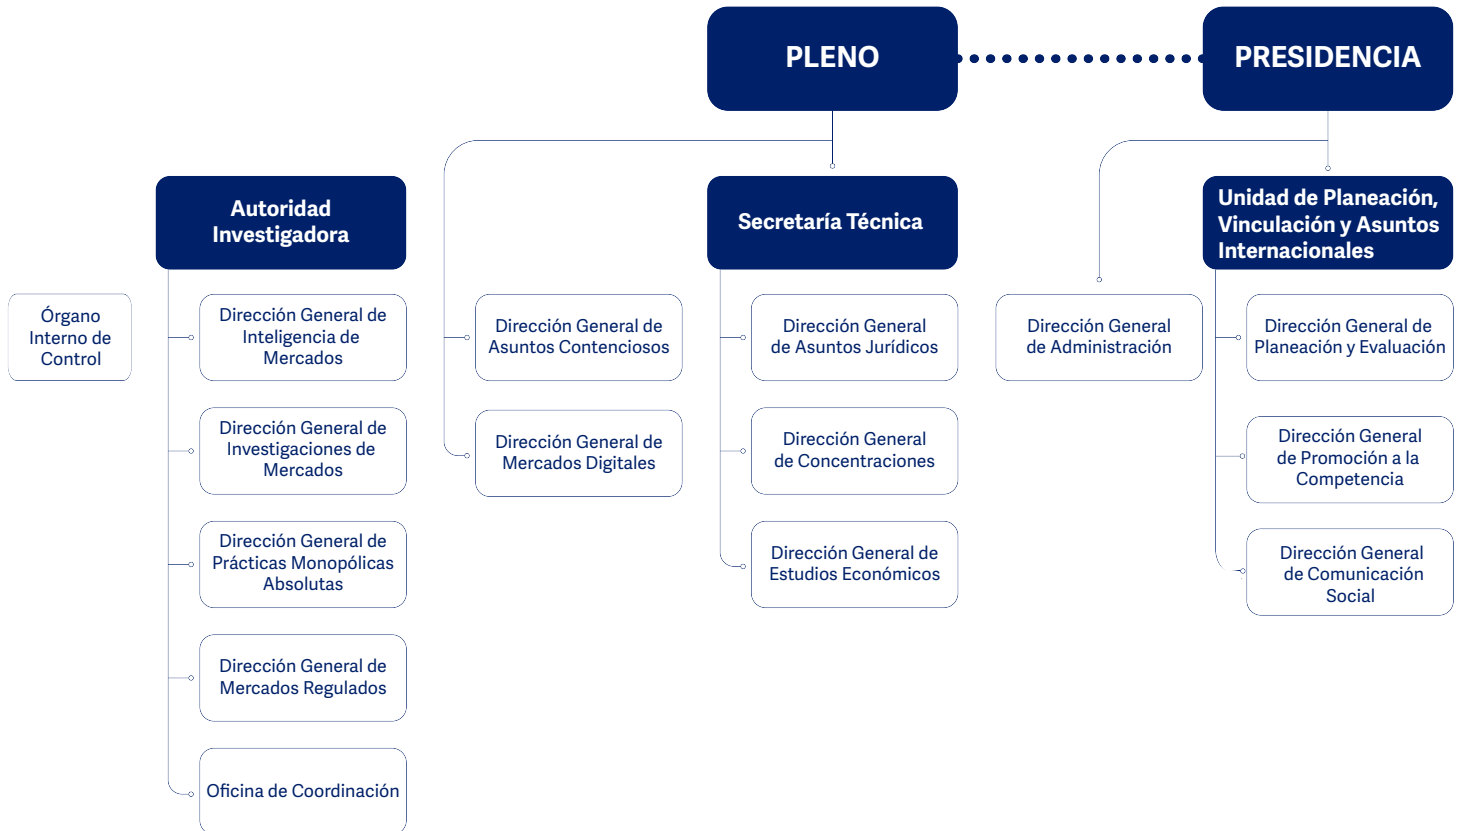 PLENO
PRESIDENCIA
Autoridad
Investigadora
Secretaría Técnica
Unidad de Planeación,
Vinculación y Asuntos
Internacionales
Órgano
Interno de
Control
Dirección General de
Inteligencia de
Mercados
Dirección General de
Investigaciones de
Mercados
Dirección General de
Prácticas Monopólicas
Absolutas
Dirección General de
Mercados Regulados
Oficina de Coordinación
Dirección General de
Asuntos Contenciosos
Dirección General de
Mercados Digitales
Dirección General
de Asuntos Jurídicos
Dirección General
de Concentraciones
Dirección General de
Estudios Económicos
Dirección General
de Administración
Dirección General de
Planeación y Evaluación
Dirección General
de Promoción a la
Competencia
Dirección General
de Comunicación
Social